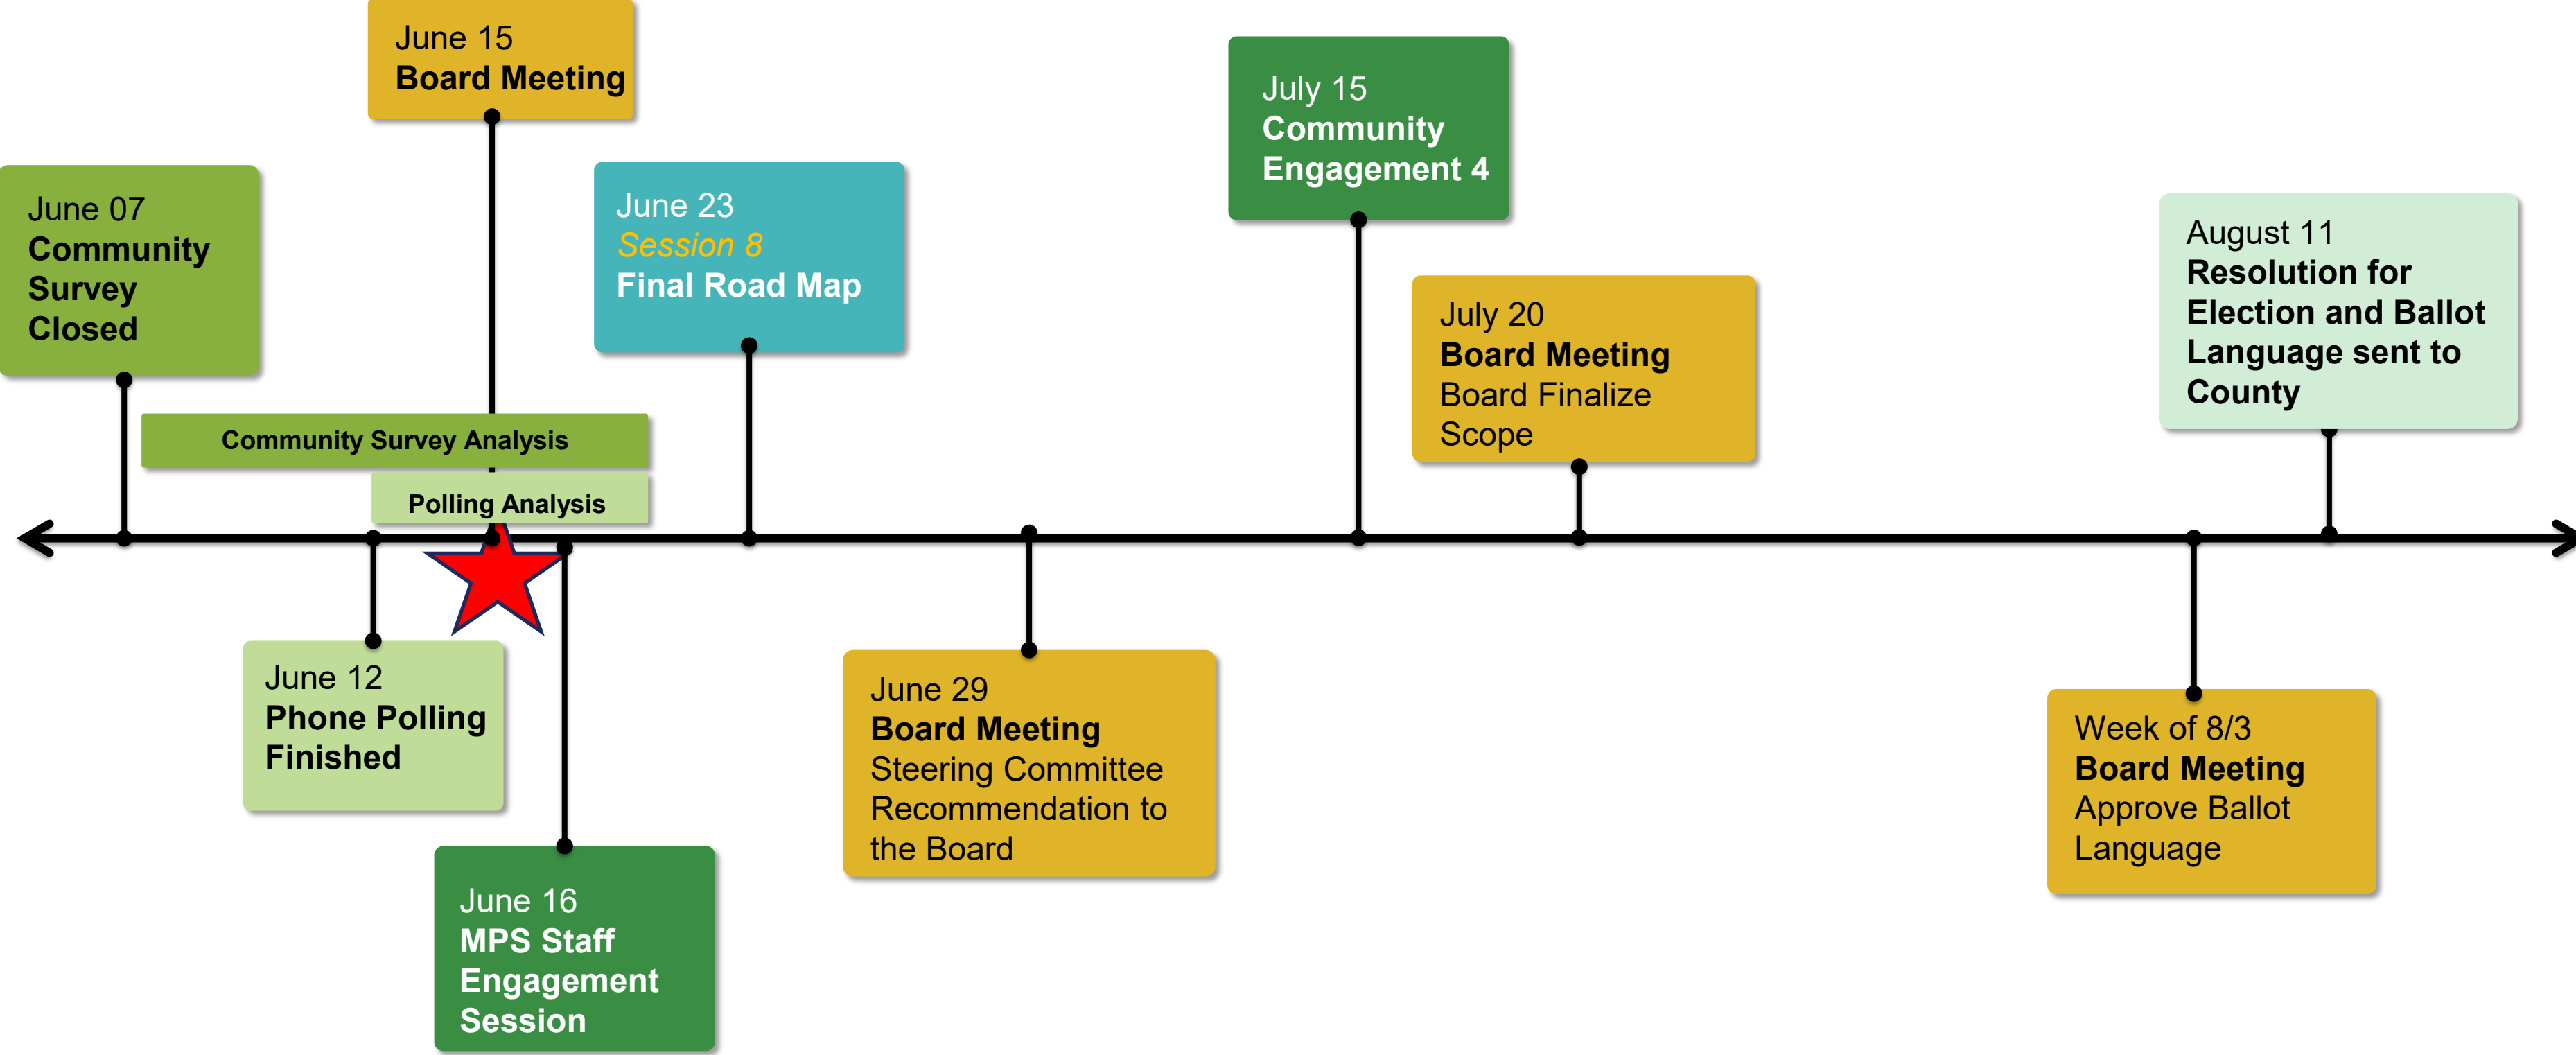 June 15
Board Meeting
July 15
Community
Engagement 4
June 07
Community
Survey
Closed
June 23
Session 8
Final Road Map
August 11
Resolution for
Election and Ballot
Language sent to
County
July 20
Board Meeting
Board Finalize
Scope
Community Survey Analysis
Polling Analysis
June 12
Phone Polling
Finished
June 29
Board Meeting
Steering Committee
Recommendation to
the Board
Week of 8/3
Board Meeting
Approve Ballot
Language
June 16
MPS Staff
Engagement
Session